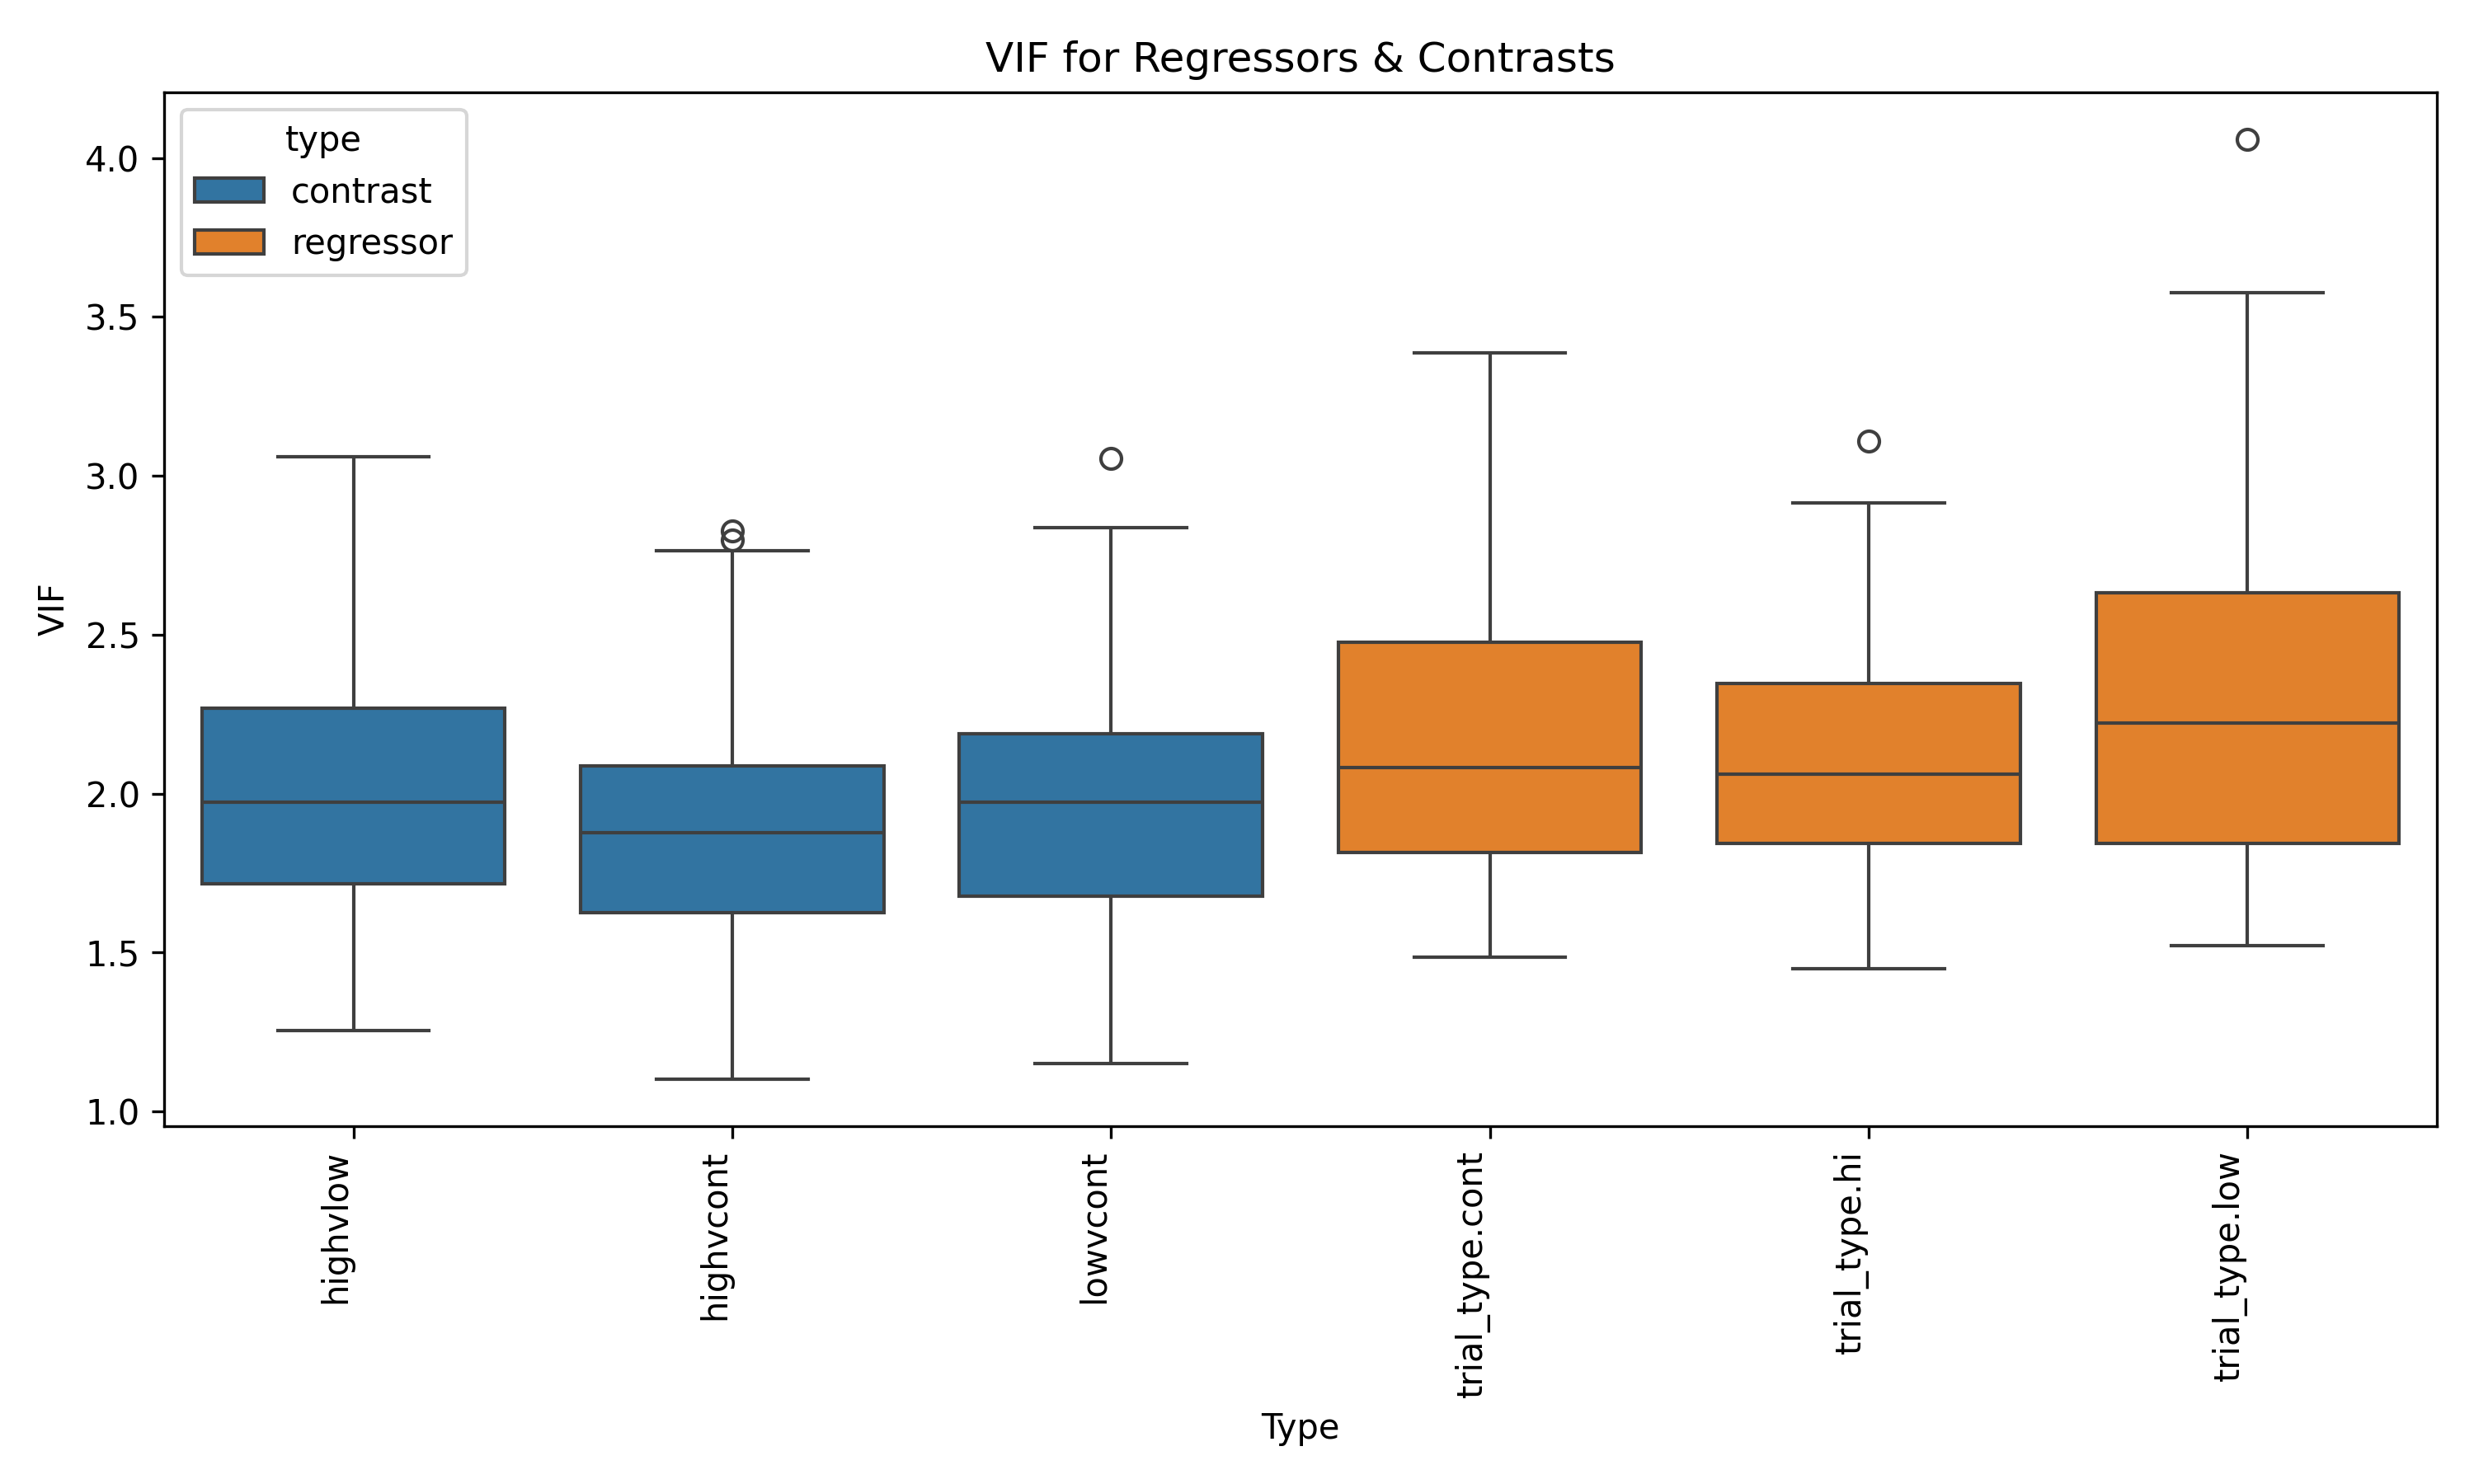 VIF for Regressors & Contrasts
type
contrast
regressor
4.0
3.5
3.0
2.5
2.0
1.5
1.0
VIF
highvlow
highvcont
lowvcont
trial_type.cont
trial_type.hi
trial_type.low
Type